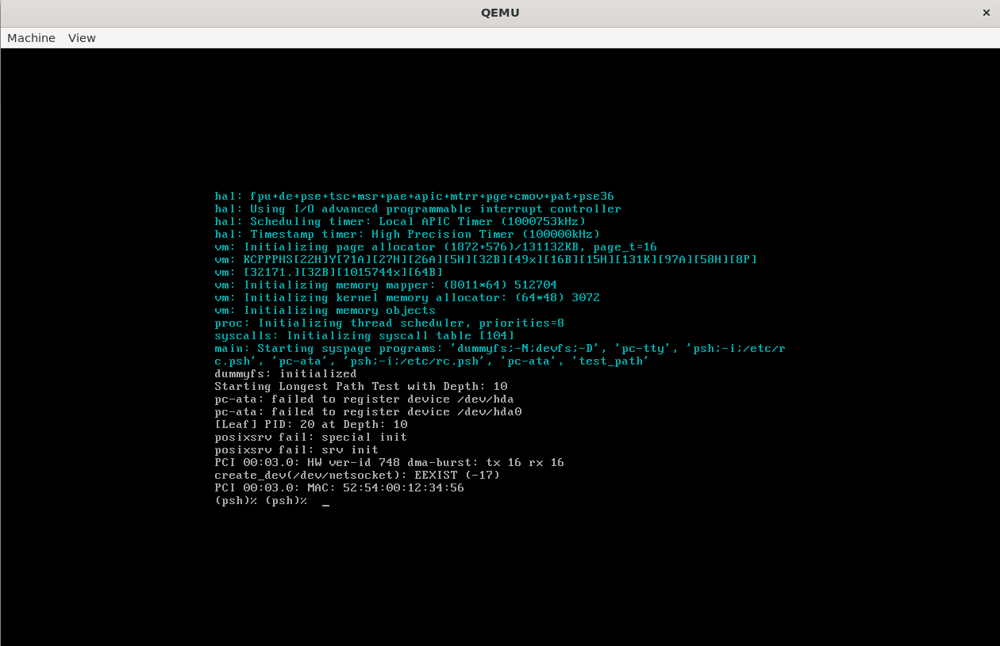 QEMU
×
Machine View
hal: fpu+de+pse+tsc+msr+pae+apic+mtrr+pge+cmov+pat+pse36
hal: Using I/O advanced programmable interrupt controller
hal: Scheduling timer: Local APIC Timer (1000753kHz)
hal: Timestamp timer: High Precision Timer (100000kHz)
vm: Initializing page allocator (1872+576)/131132KB, page_t=16
vm: KCPPPHS[22H]Y[71A][27H][26A][5H][32B][49x][16B][15H][131K][97A][58H][8P]
vm: [32171.][32B][1015744x][64B]
vm: Initializing memory mapper: (8011*64) 512704
vm: Initializing kernel memory allocator: (64*48) 3072
vm: Initializing memory objects
proc: Initializing thread scheduler, priorities=8
syscalls: Initializing syscall table [104]
main: Starting syspage programs: 'dummyfs;-N;devfs;-D', 'pc-tty', 'psh;-i;/etc/r
c.psh', 'pc-ata', 'psh;-i;/etc/rc.psh', 'pc-ata', 'test_path'
dummyfs: initialized
Starting Longest Path Test with Depth: 10
pc-ata: failed to register device /dev/hda
pc-ata: failed to register device /dev/hda0
[Leaf] PID: 20 at Depth: 10
posixsrv fail: special init
posixsrv fail: srv init
PCI 00:03.0: HW ver-id 748 dma-burst: tx 16 rx 16
create_dev(/dev/netsocket): EEXIST (-17)
PCI 00:03.0: MAC: 52:54:00:12:34:56
(psh)% (psh)% _